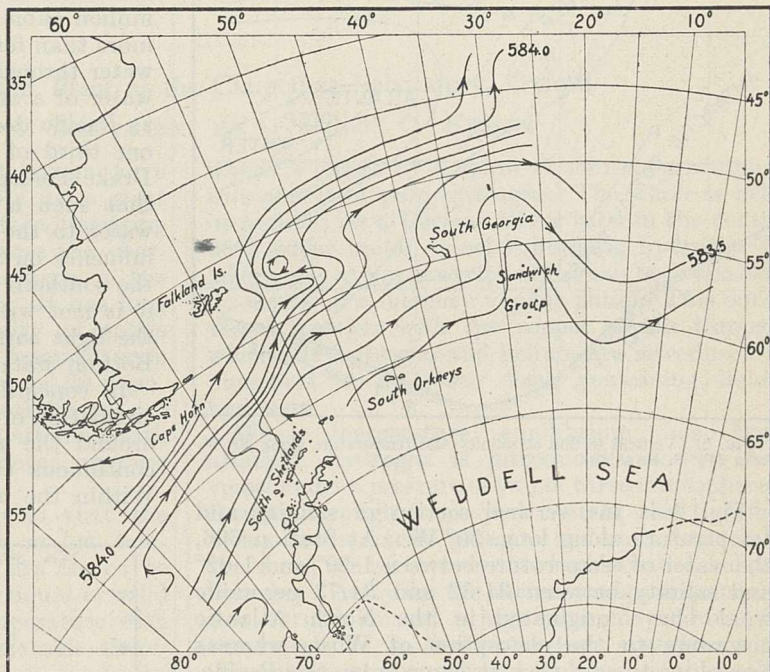 60° 50° 40° 30° 20° 10°
584.0
35°
45°
40°
50°
South Georgia
583.5
45°
Falkland Is.
55°
Sandwich
Group
60°
South Orkneys
50°
Cape Horn
65°
South Shetlands
WEDDELL SEA
55°
70°
584.0
80° 70° 60° 50° 40° 30° 20° 10° 0° 10°